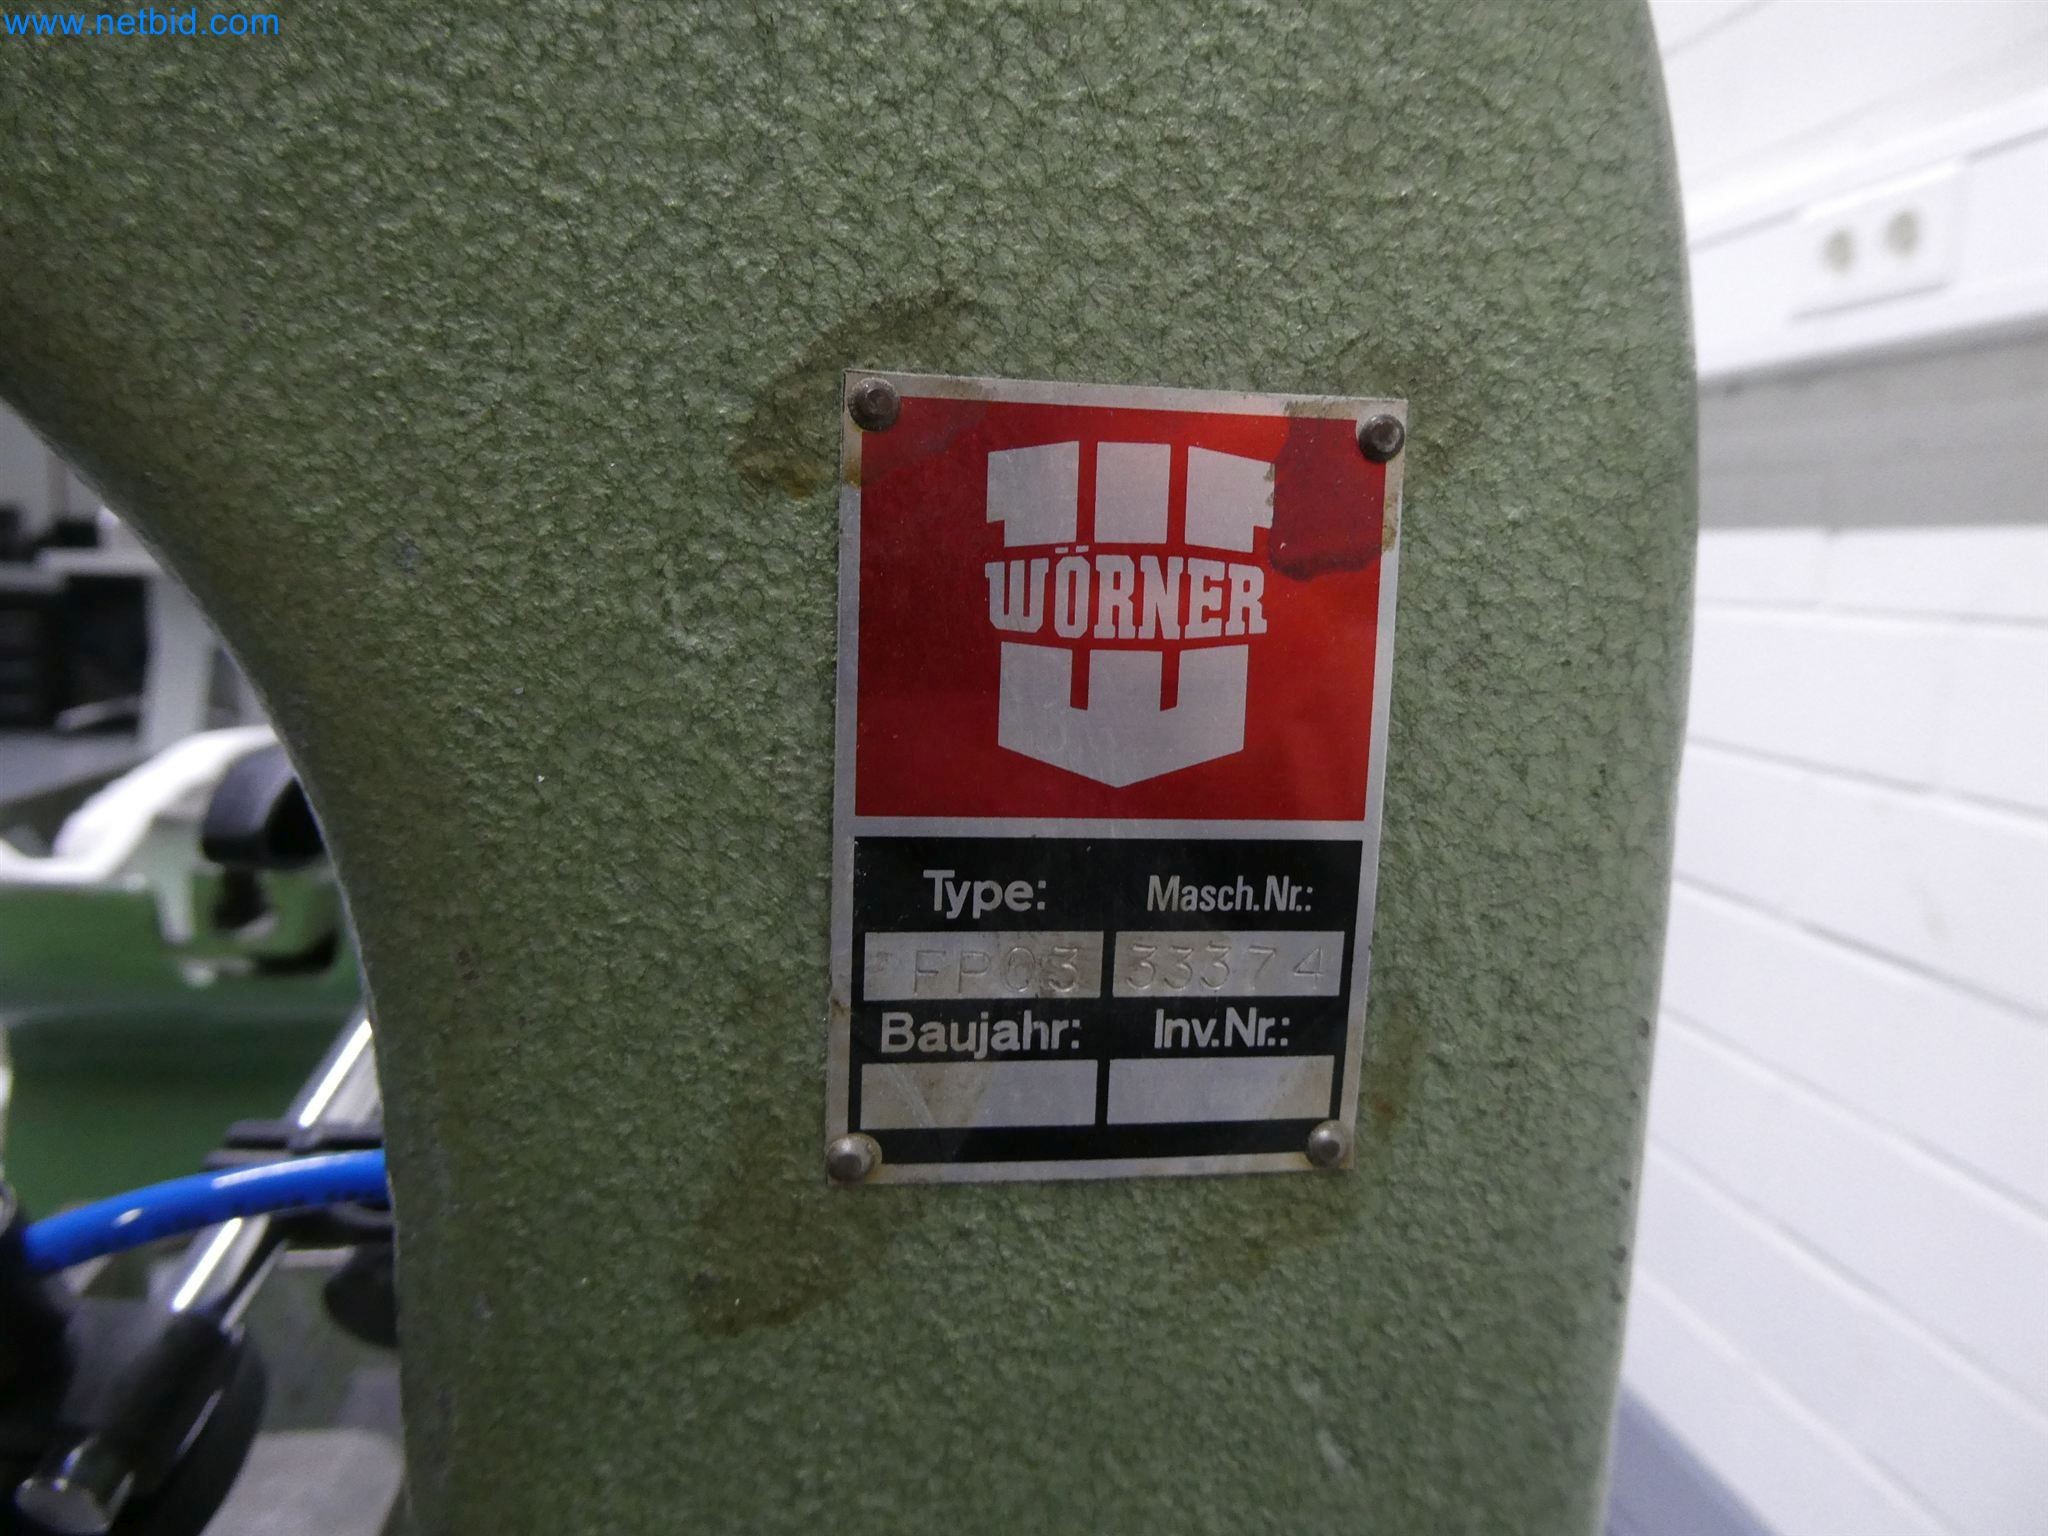 www.netbid.com
WÖRNER
Type: Masch.Nr.:
FP03 33374
Baujahr: Inv.Nr.: